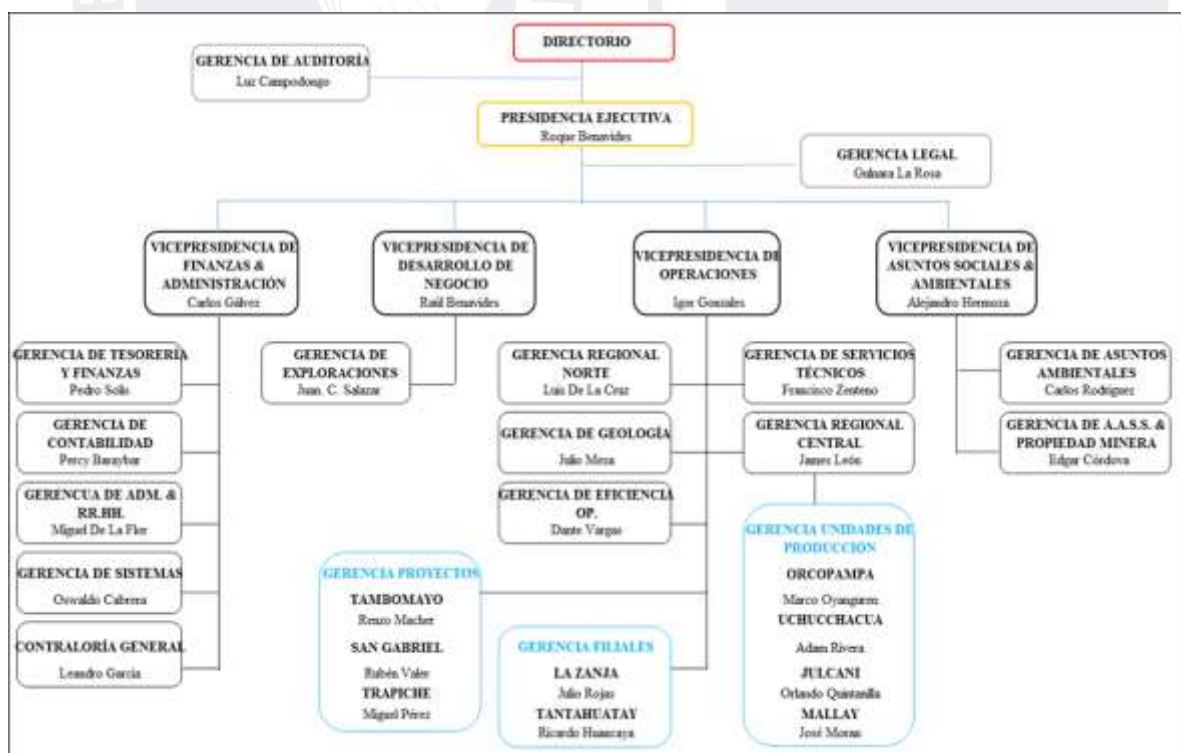 DIRECTORIO
GERENCIA DE AUDITORÍA
Luz Campodongo
PRESIDENCIA EJECUTIVA
Roque Benavides
GERENCIA LEGAL
Gulnara La Rosa
VICEPRESIDENCIA DE
FINANZAS &
ADMINISTRACIÓN
Carlos Gálvez
VICEPRESIDENCIA DE
DESARROLLO DE
NEGOCIO
Raúl Benavides
VICEPRESIDENCIA DE
OPERACIONES
Igor Gonzales
VICEPRESIDENCIA DE
ASUNTOS SOCIALES &
AMBIENTALES
Alejandro Hermoza
GERENCIA DE TESORERÍA
Y FINANZAS
Pedro Solis
GERENCIA DE
CONTABILIDAD
Percy Baraybar
GERENCUA DE ADM. &
RR.HH.
Miguel De La Flor
GERENCIA DE SISTEMAS
Oswaldo Cabrera
CONTRALORÍA GENERAL
Leandro García
GERENCIA DE
EXPLORACIONES
Juan. C. Salazar
GERENCIA REGIONAL
NORTE
Luis De La Cruz
GERENCIA DE GEOLOGÍA
Julio Meza
GERENCIA DE EFICIENCIA
OP.
Dante Vargas
GERENCIA DE SERVICIOS
TÉCNICOS
Francisco Zenteno
GERENCIA REGIONAL
CENTRAL
James León
GERENCIA PROYECTOS
TAMBOMAYO
Renzo Macher
SAN GABRIEL
Rubén Valer
TRAPICHE
Miguel Pérez
GERENCIA FILIALES
LA ZANJA
Julio Rojas
TANTAHUATAY
Ricardo Huancaya
GERENCIA UNIDADES DE
PRODUCCIÓN
ORCOPAMPA
Marco Oyanguren
UCHUCCHACUA
Adam Rivera
JULCANI
Orlando Quintanilla
MALLAY
José Moran
GERENCIA DE ASUNTOS
AMBIENTALES
Carlos Rodriguez
GERENCIA DE A.A.S.S. &
PROPIEDAD MINERA
Edgar Córdova